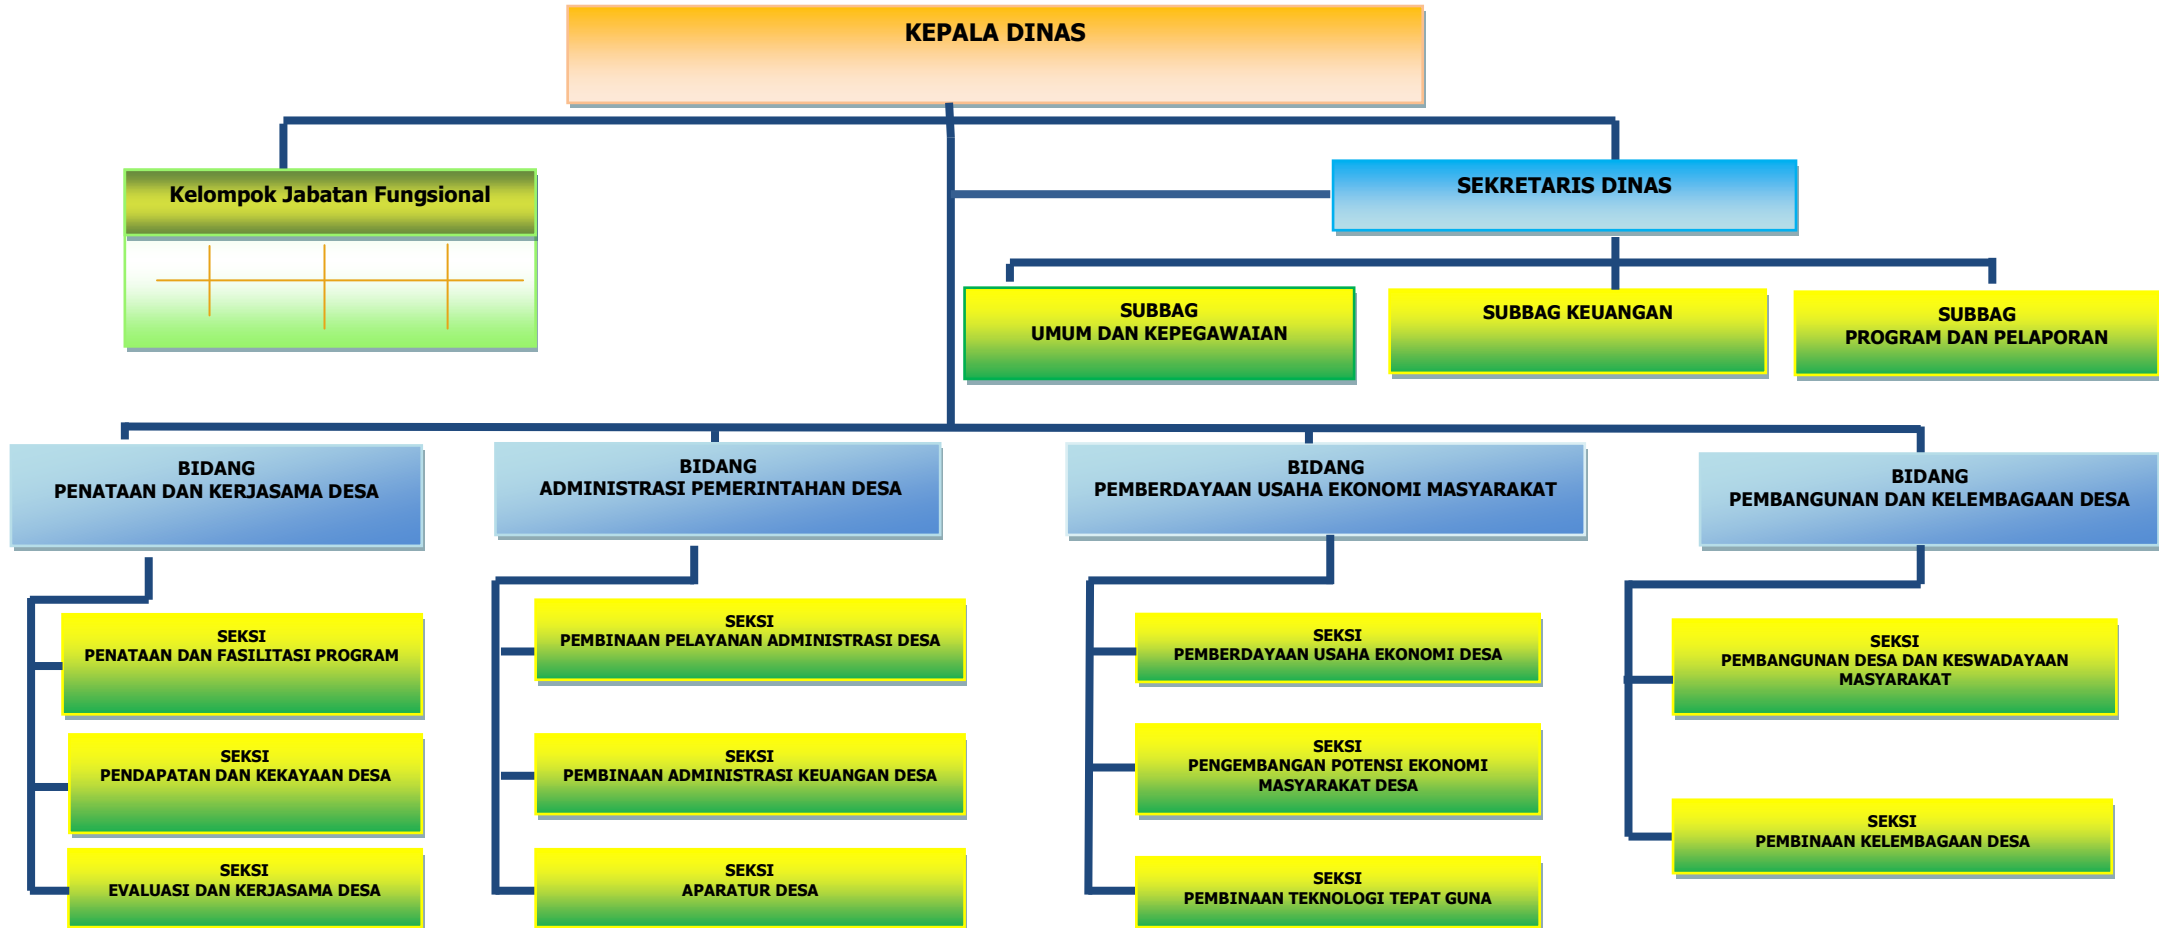 KEPALA DINAS
Kelompok Jabatan Fungsional
SEKRETARIS DINAS
SUBBAG
UMUM DAN KEPEGAWAIAN
SUBBAG KEUANGAN
SUBBAG
PROGRAM DAN PELAPORAN
BIDANG
PENATAAN DAN KERJASAMA DESA
BIDANG
ADMINISTRASI PEMERINTAHAN DESA
BIDANG
PEMBERDAYAAN USAHA EKONOMI MASYARAKAT
BIDANG
PEMBANGUNAN DAN KELEMBAGAAN DESA
SEKSI
PENATAAN DAN FASILITASI PROGRAM
SEKSI
PENDAPATAN DAN KEKAYAAN DESA
SEKSI
EVALUASI DAN KERJASAMA DESA
SEKSI
PEMBINAAN PELAYANAN ADMINISTRASI DESA
SEKSI
PEMBINAAN ADMINISTRASI KEUANGAN DESA
SEKSI
APARATUR DESA
SEKSI
PEMBERDAYAAN USAHA EKONOMI DESA
SEKSI
PENGEMBANGAN POTENSI EKONOMI
MASYARAKAT DESA
SEKSI
PEMBINAAN TEKNOLOGI TEPAT GUNA
SEKSI
PEMBANGUNAN DESA DAN KESWADAYAAN
MASYARAKAT
SEKSI
PEMBINAAN KELEMBAGAAN DESA